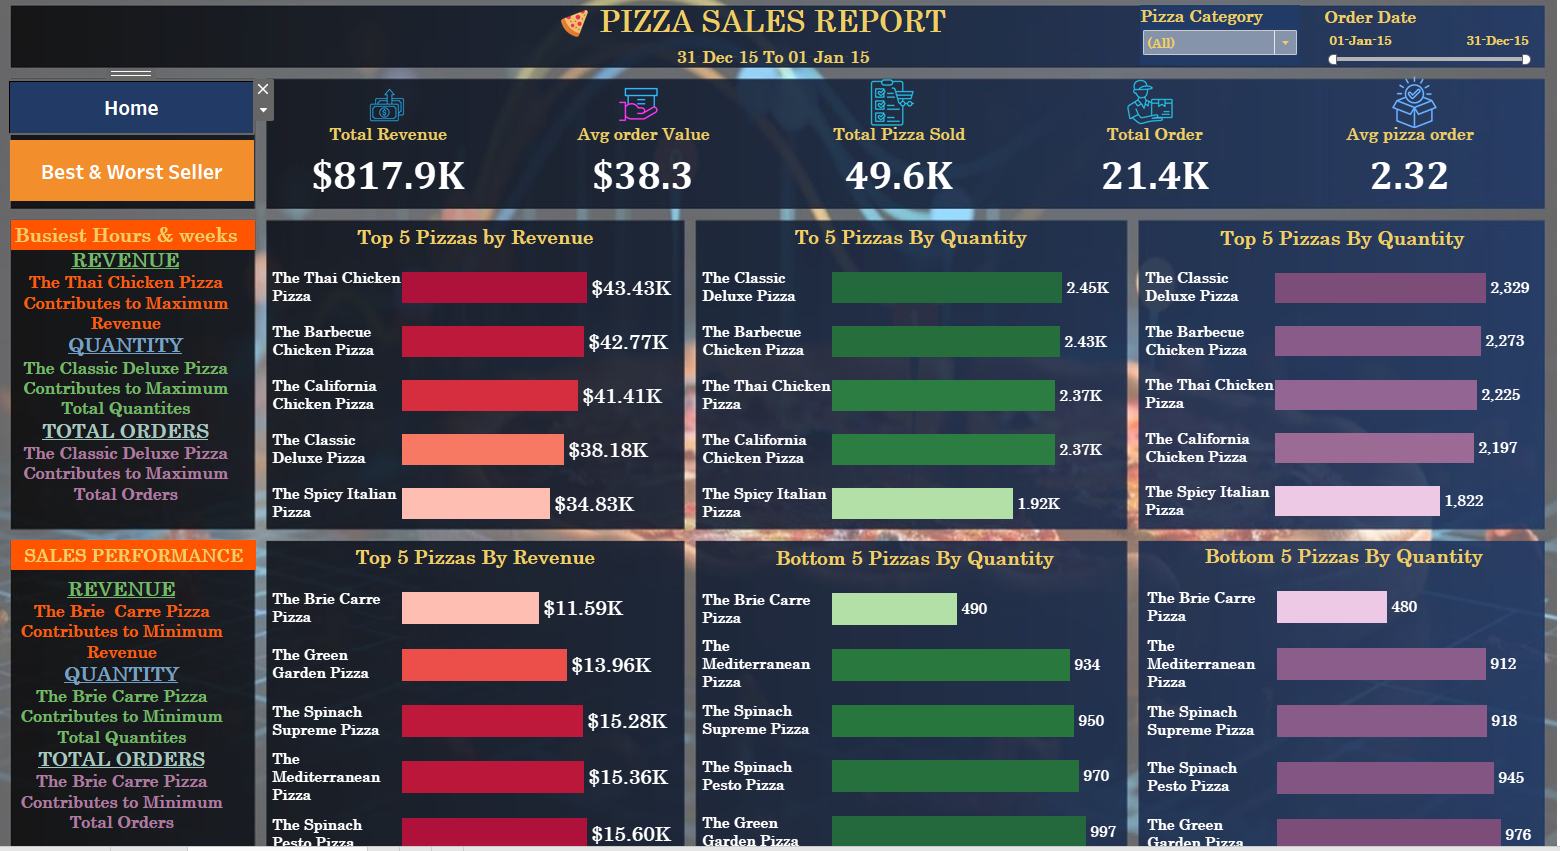 PIZZA SALES REPORT
31 Dec 15 To 01 Jan 15
Pizza Category
(All)
Order Date
01-Jan-15 31-Dec-15
Home
Best & Worst Seller
Total Revenue
$817.9K
Avg order Value
$38.3
Total Pizza Sold
49.6K
Total Order
21.4K
Avg pizza order
2.32
Busiest Hours & weeks
REVENUE
The Thai Chicken Pizza
Contributes to Maximum
Revenue
QUANTITY
The Classic Deluxe Pizza
Contributes to Maximum
Total Quantites
TOTAL ORDERS
The Classic Deluxe Pizza
Contributes to Maximum
Total Orders
Top 5 Pizzas by Revenue
The Thai Chicken
Pizza
$43.43K
The Barbecue
Chicken Pizza
$42.77K
The California
Chicken Pizza
$41.41K
The Classic
Deluxe Pizza
$38.18K
The Spicy Italian
Pizza
$34.83K
To 5 Pizzas By Quantity
The Classic
Deluxe Pizza
2.45K
The Barbecue
Chicken Pizza
2.43K
The Thai Chicken
Pizza
2.37K
The California
Chicken Pizza
2.37K
The Spicy Italian
Pizza
1.92K
Top 5 Pizzas By Quantity
The Classic
Deluxe Pizza
2,329
The Barbecue
Chicken Pizza
2,273
The Thai Chicken
Pizza
2,225
The California
Chicken Pizza
2,197
The Spicy Italian
Pizza
1,822
SALES PERFORMANCE
REVENUE
The Brie Carre Pizza
Contributes to Minimum
Revenue
QUANTITY
The Brie Carre Pizza
Contributes to Minimum
Total Quantites
TOTAL ORDERS
The Brie Carre Pizza
Contributes to Minimum
Total Orders
Top 5 Pizzas By Revenue
The Brie Carre
Pizza
$11.59K
The Green
Garden Pizza
$13.96K
The Spinach
Supreme Pizza
$15.28K
The
Mediterranean
Pizza
$15.36K
The Spinach
Pesto Pizza
$15.60K
Bottom 5 Pizzas By Quantity
The Brie Carre
Pizza
490
The
Mediterranean
Pizza
934
The Spinach
Supreme Pizza
950
The Spinach
Pesto Pizza
970
The Green
Garden Pizza
997
Bottom 5 Pizzas By Quantity
The Brie Carre
Pizza
480
The
Mediterranean
Pizza
912
The Spinach
Supreme Pizza
918
The Spinach
Pesto Pizza
945
The Green
Garden Pizza
976